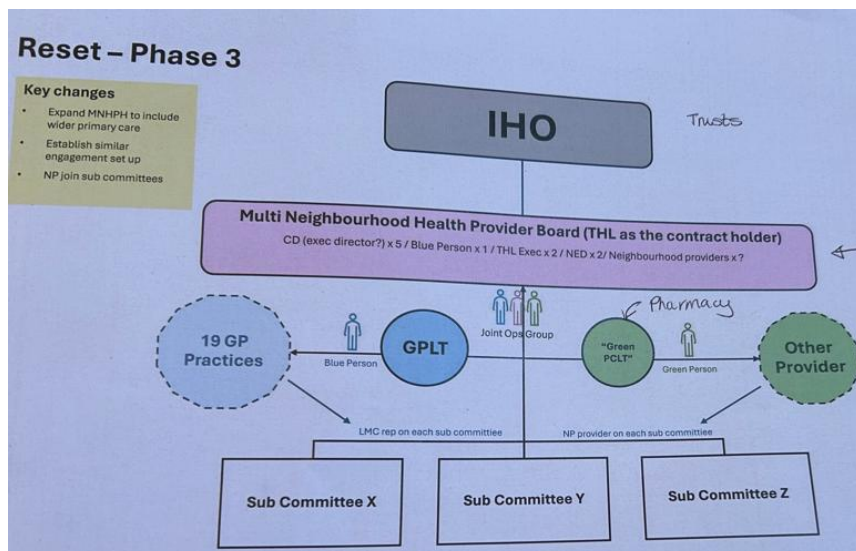 Reset – Phase 3
Key changes
• Expand MNHPH to include
wider primary care
• Establish similar
engagement set up
• NP join sub committees
IHO
Trusts
Multi Neighbourhood Health Provider Board (THL as the contract holder)
CD (exec director?) x 5 / Blue Person x 1 / THL Exec x 2 / NED x 2/ Neighbourhood providers x ?
Pharmacy
19 GP
Practices
Blue Person
GPLT
Joint Ops Group
"Green
PCLT"
Green Person
Other
Provider
LMC rep on each sub committee
NP provider on each sub committee
Sub Committee X
Sub Committee Y
Sub Committee Z